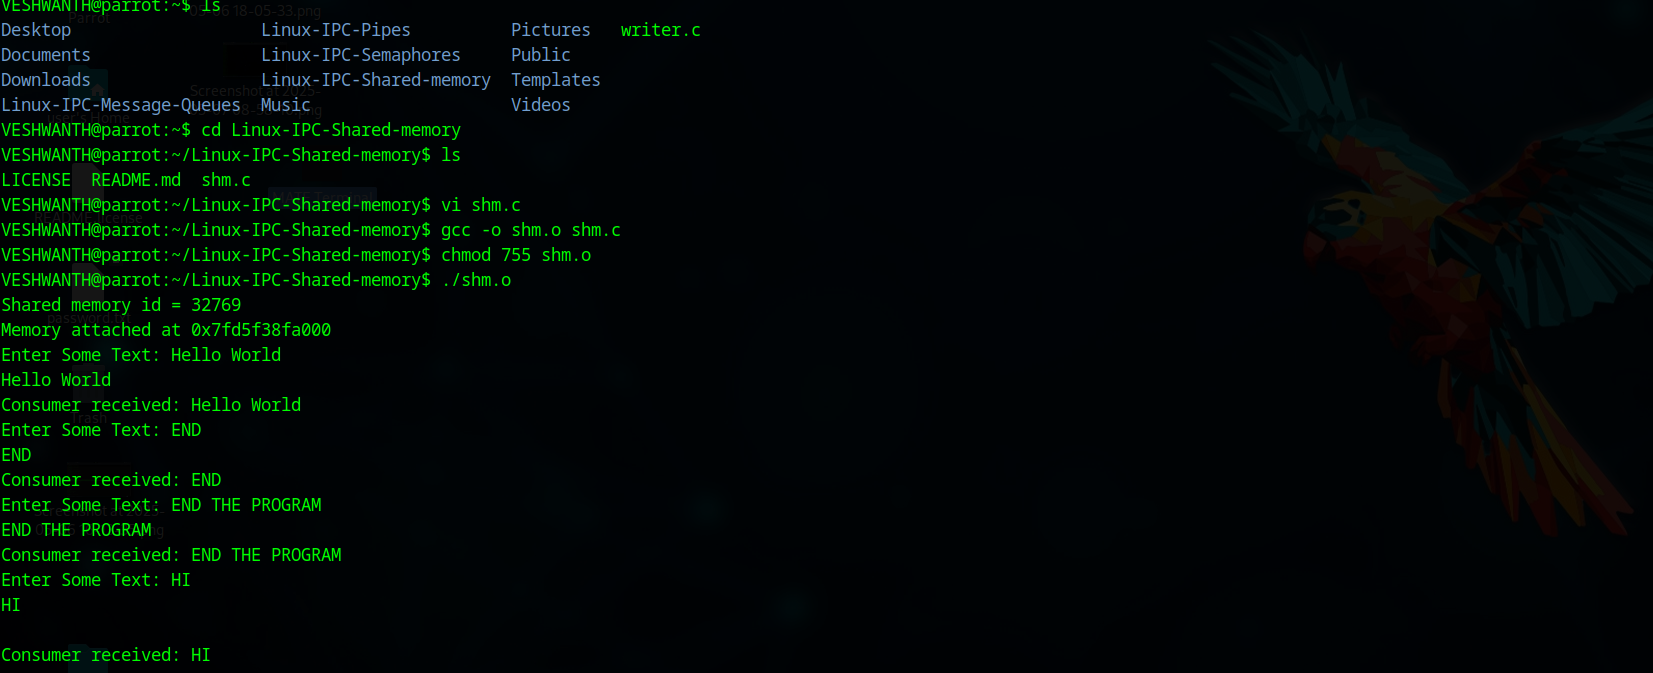 VESHWANTH@parrot:~$ ls
Desktop Linux-IPC-Pipes Pictures writer.c
Documents Linux-IPC-Semaphores Public
Downloads Linux-IPC-Shared-memory Templates
Linux-IPC-Message-Queues Music Videos
VESHWANTH@parrot:~$ cd Linux-IPC-Shared-memory
VESHWANTH@parrot:~/Linux-IPC-Shared-memory$ ls
LICENSE README.md shm.c
VESHWANTH@parrot:~/Linux-IPC-Shared-memory$ vi shm.c
VESHWANTH@parrot:~/Linux-IPC-Shared-memory$ gcc -o shm.o shm.c
VESHWANTH@parrot:~/Linux-IPC-Shared-memory$ chmod 755 shm.o
VESHWANTH@parrot:~/Linux-IPC-Shared-memory$ ./shm.o
Shared memory id = 32769
Memory attached at 0x7fd5f38fa000
Enter Some Text: Hello World
Hello World
Consumer received: Hello World
Enter Some Text: END
END
Consumer received: END
Enter Some Text: END THE PROGRAM
END THE PROGRAM
Consumer received: END THE PROGRAM
Enter Some Text: HI
HI
Consumer received: HI